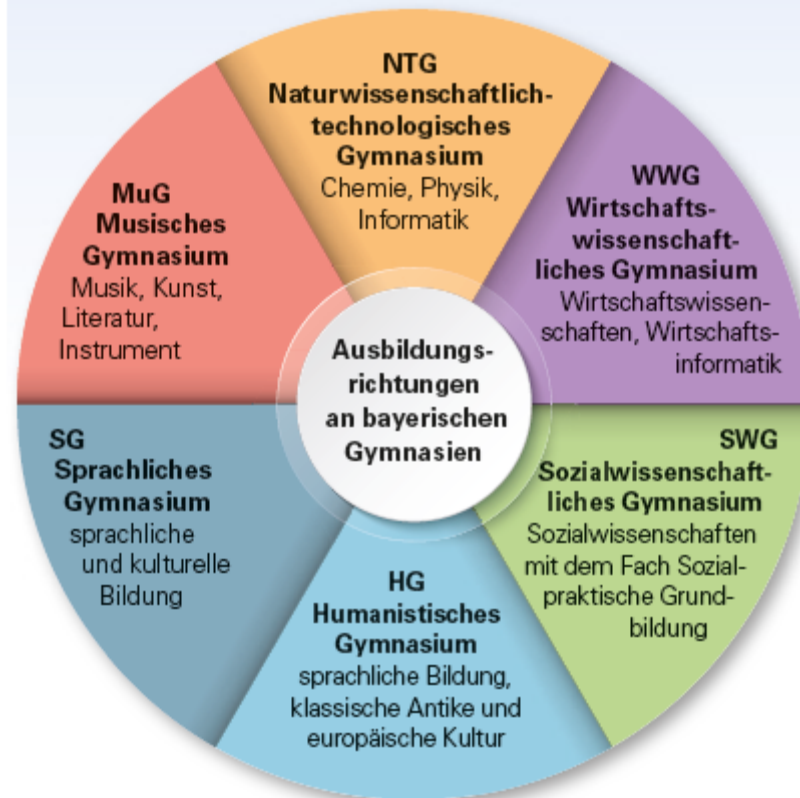 NTG
Naturwissenschaftlich-
technologisches
Gymnasium
Chemie, Physik,
Informatik
WWG
Wirtschafts-
wissenschaft-
liches Gymnasium
Wirtschaftswissen-
schaften, Wirtschafts-
informatik
SWG
Sozialwissenschaft-
liches Gymnasium
Sozialwissenschaften
mit dem Fach Sozial-
praktische Grund-
bildung
HG
Humanistisches
Gymnasium
sprachliche Bildung,
klassische Antike und
europäische Kultur
SG
Sprachliches
Gymnasium
sprachliche
und kulturelle
Bildung
MuG
Musisches
Gymnasium
Musik, Kunst,
Literatur,
Instrument
Ausbildungs-
richtungen
an bayerischen
Gymnasien